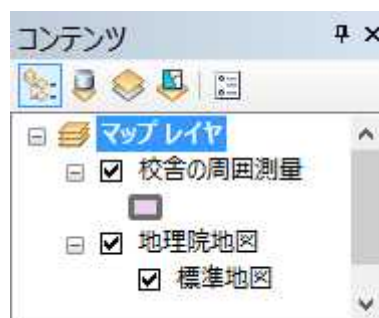 コンテンツ
マップ レイヤ
校舎の周囲測量
地理院地図
標準地図